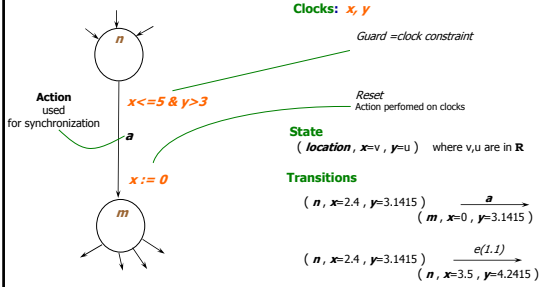 Clocks: x, y
n
Guard =clock constraint
x<=5 & y>3
Action
used
for synchronization
a
Reset
Action perfomed on clocks
x := 0
State
( location , x=v , y=u ) where v,u are in R
Transitions
( n , x=2.4 , y=3.1415 ) a
( m , x=0 , y=3.1415 )
m
( n , x=2.4 , y=3.1415 ) e(1.1)
( n , x=3.5 , y=4.2415 )